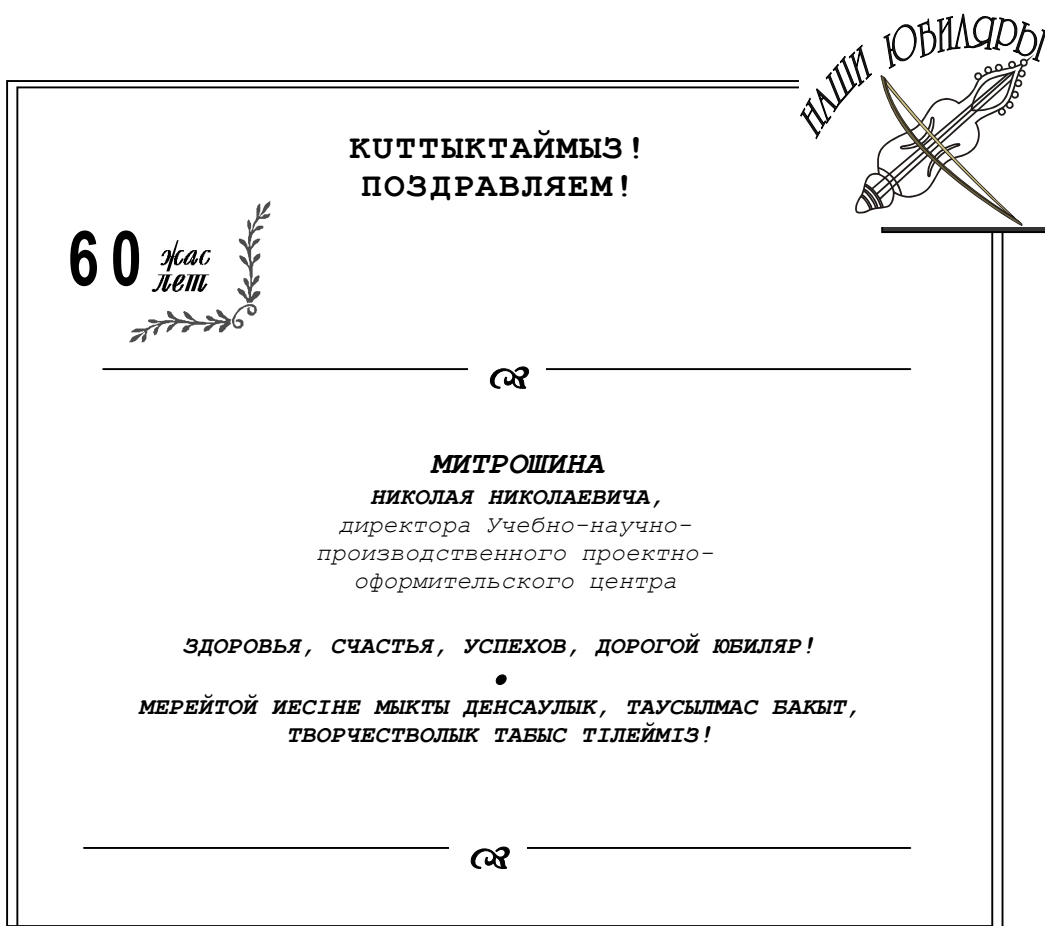 НАШИ ЮБИЛЯРЫ
КUТТЫКТАЙМЫЗ!
ПОЗДРАВЛЯЕМ!
60 жас
лет
МИТРОШИНА
НИКОЛАЯ НИКОЛАЕВИЧА,
директора Учебно-научно-
производственного проектно-
оформительского центра
ЗДОРОВЬЯ, СЧАСТЬЯ, УСПЕХОВ, ДОРОГОЙ ЮБИЛЯР!
•
МЕРЕЙТОЙ ИЕСІНЕ МЫКТЫ ДЕНСАУЛЫК, ТАУСЫЛМАС БАКЫТ,
ТВОРЧЕСТВОЛЫК ТАБЫС ТІЛЕЙМІЗ!